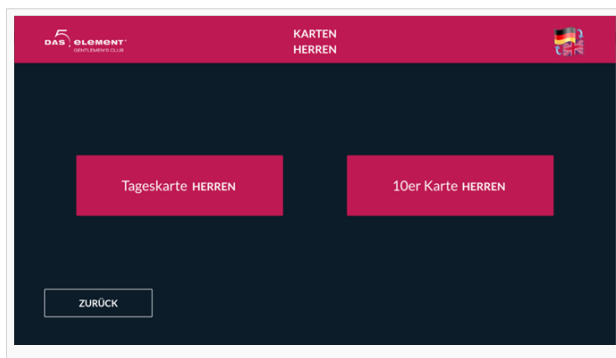 DAS 5 ELEMENT
GENTLEMEN'S CLUB
KARTEN
HERREN
Tageskarte HERREN
10er Karte HERREN
ZURÜCK